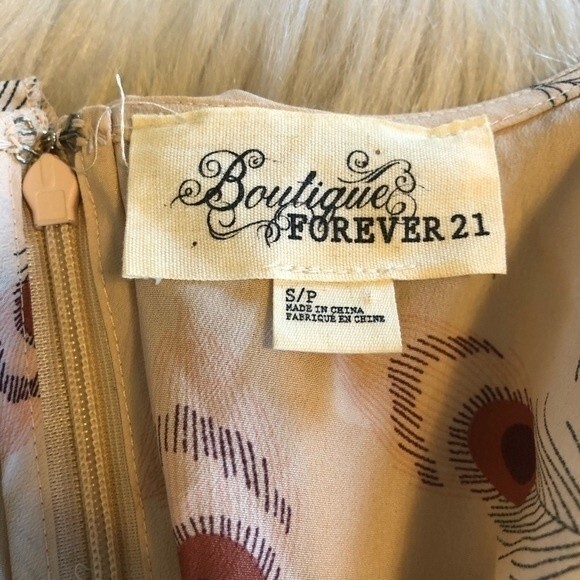 Boutique
FOREVER 21
S/P
MADE IN CHINA
FABRIQUE EN CHINE